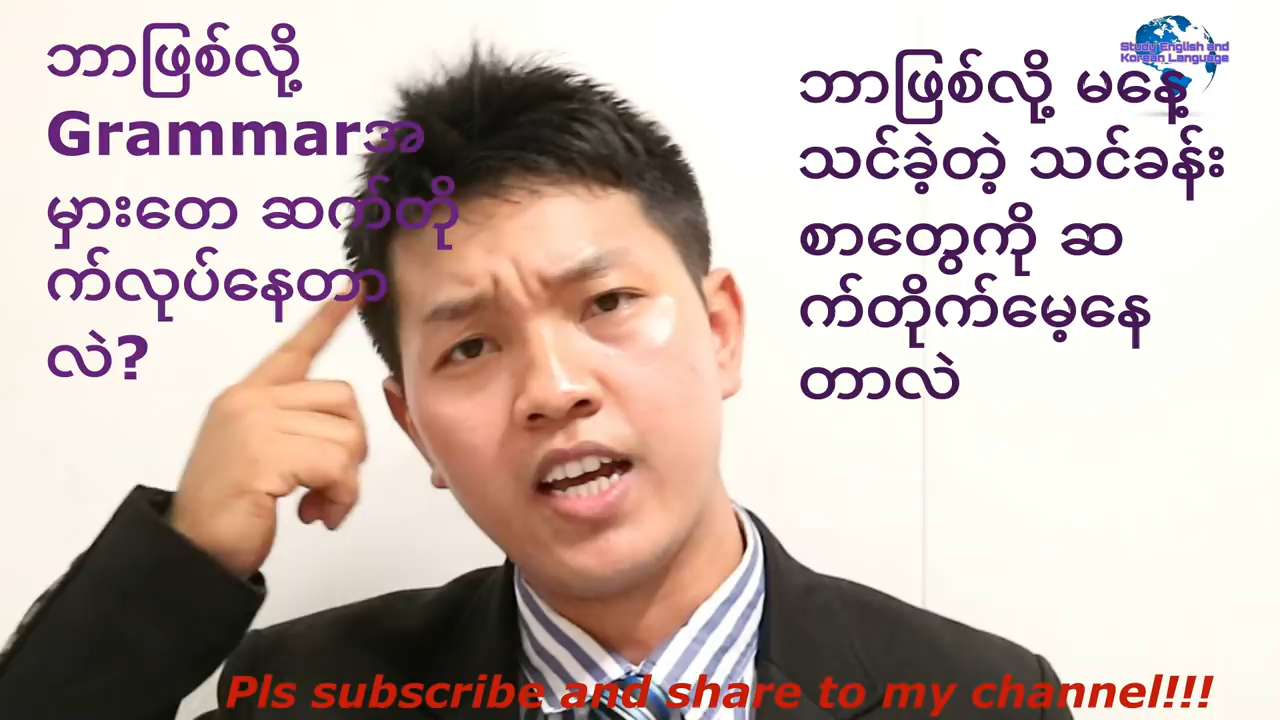 ဘာဖြစ်လို့
Grammarအ
မှားတေ ဆက်တို
က်လုပ်နေတာ
လဲ?
Study English and
Korean Language
ဘာဖြစ်လို့ မနေ့
သင်ခဲ့တဲ့ သင်ခန်း
စာတွေကို ဆ
က်တိုက်မေ့နေ
တာလဲ
Pls subscribe and share to my channel!!!